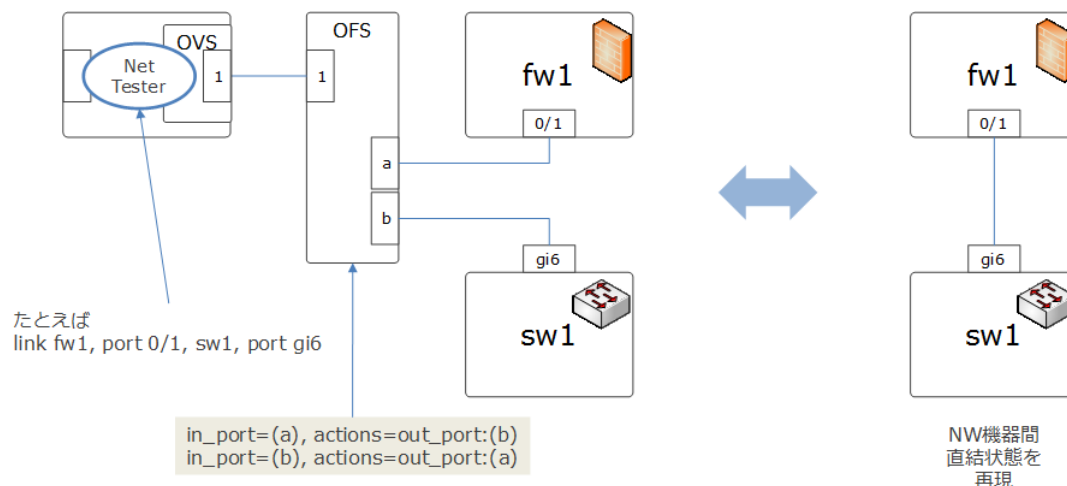 OVS
Net
Tester
1
OFS
1
a
b
fw1
0/1
gi6
sw1
たとえば
link fw1, port 0/1, sw1, port gi6
in_port=(a), actions=out_port:(b)
in_port=(b), actions=out_port:(a)
fw1
0/1
gi6
sw1
NW機器間
直結状態を
再現